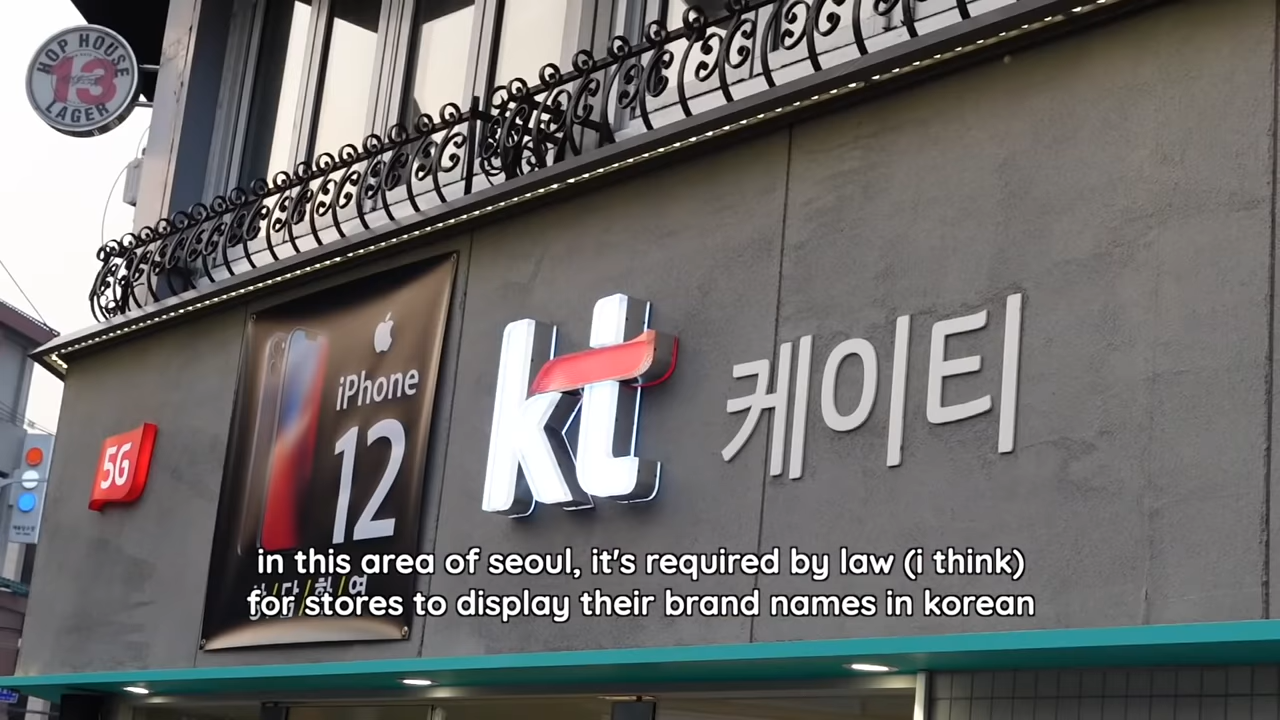 HOP HOUSE
13
LAGER
5G
iPhone
12
kt 케이티
in this area of seoul, it's required by law (i think)
for stores to display their brand names in korean